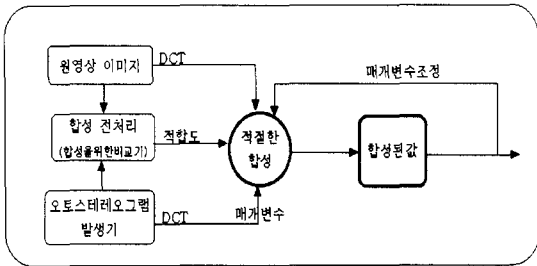 원영상 이미지
DCT
매개변수조정
합성 전처리
(합성을위한비교기)
적합도
적절한
합성
합성된값
오토스테레오그램
발생기
DCT
매개변수